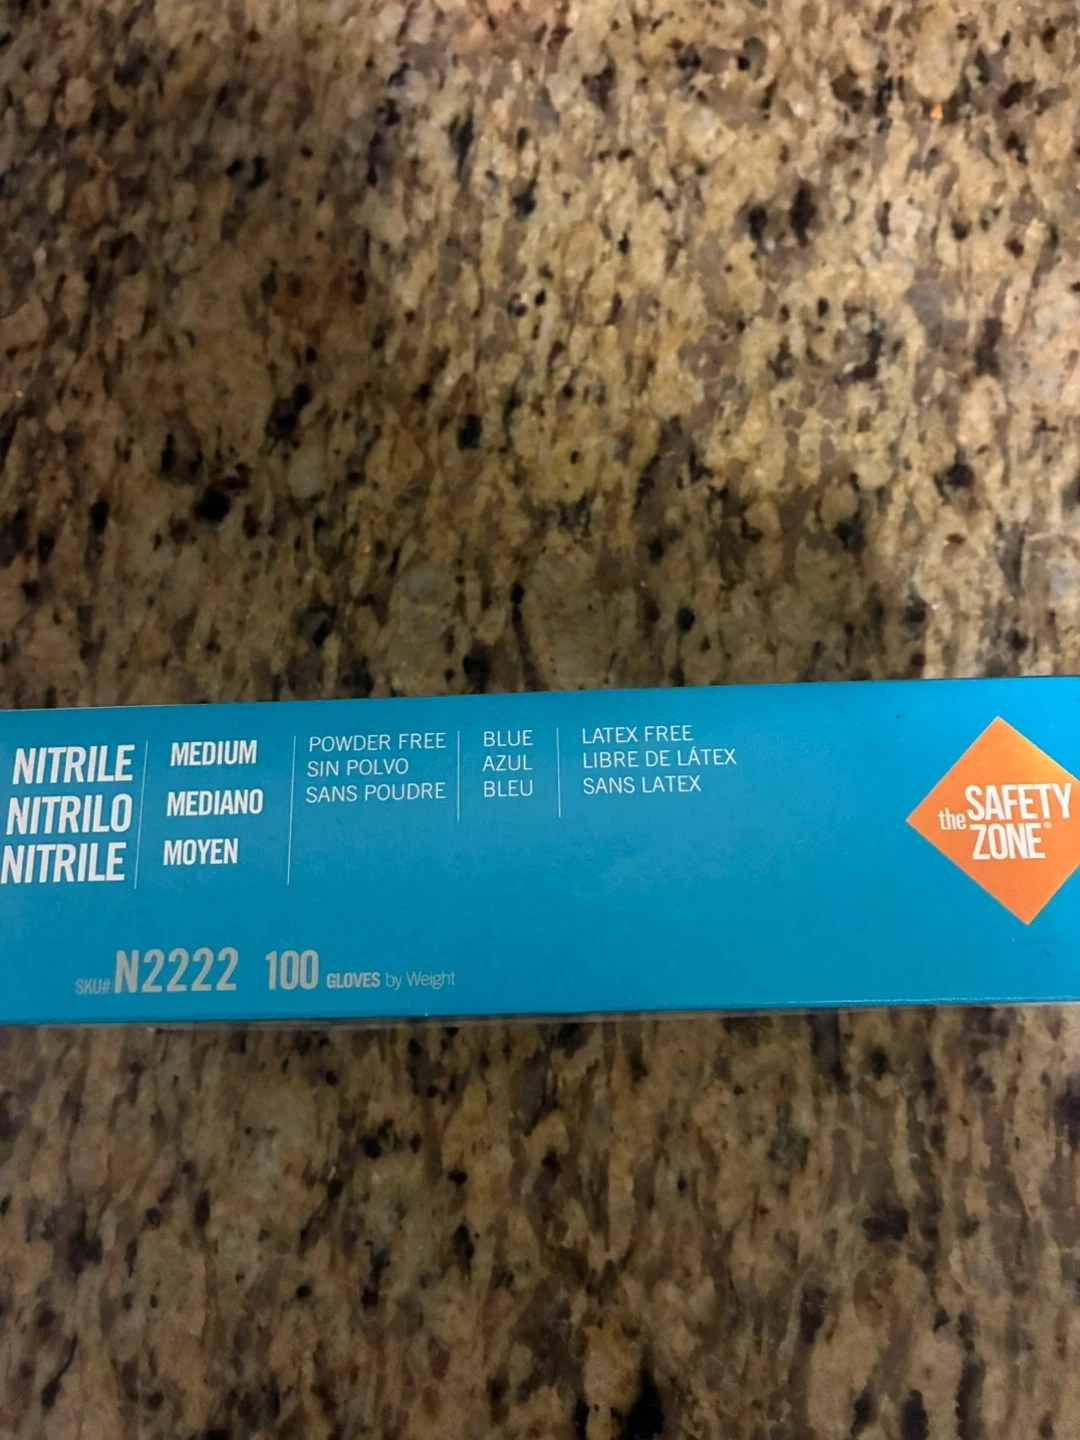 NITRILE
NITRILO
NITRILE
MEDIUM
MEDIANO
MOYEN
POWDER FREE
SIN POLVO
SANS POUDRE
BLUE
AZUL
BLEU
LATEX FREE
LIBRE DE LÁTEX
SANS LATEX
the SAFETY
ZONE®
SKU# N2222 100 GLOVES by Weight